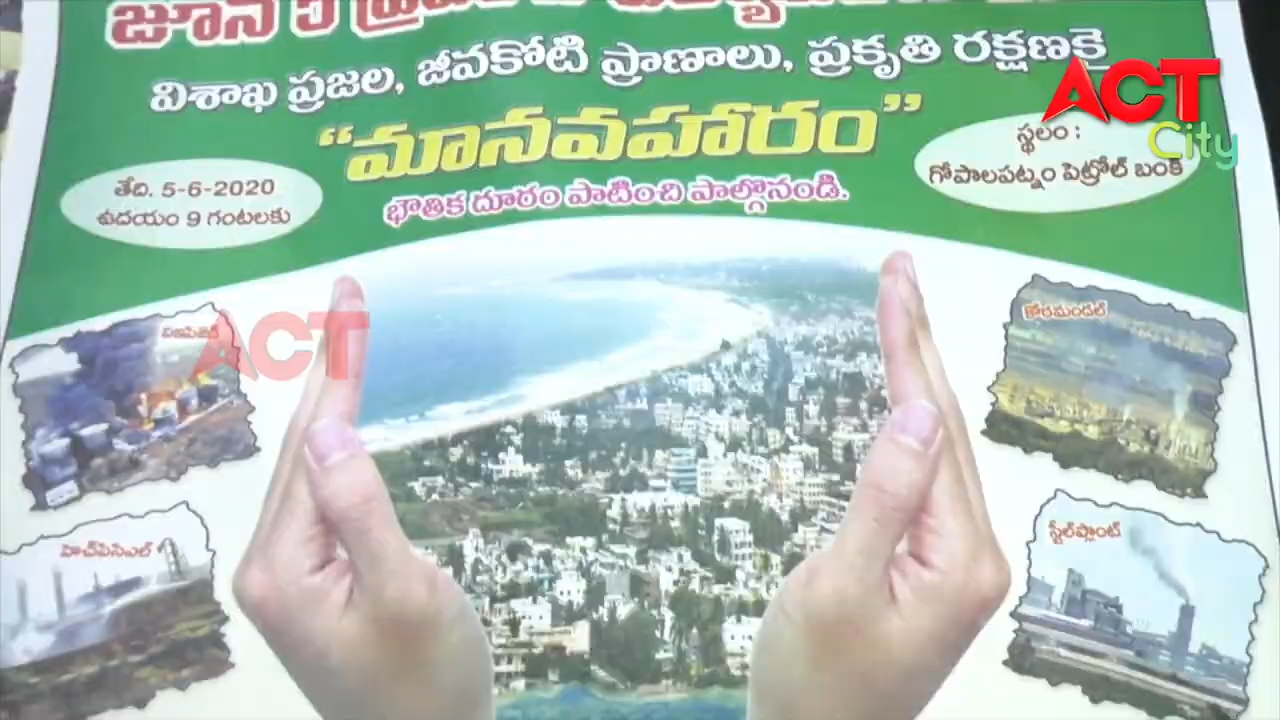 జూన్ 5
విశాఖ ప్రజల, జీవకోటి ప్రాణాలు, ప్రకృతి రక్షణకై
ACT
City
"మానవహారం"
స్థలం :
గోపాలపట్నం పెట్రోల్ బంక్
తేది. 5-6-2020
ఉదయం 9 గంటలకు
భౌతిక దూరం పాటించి పాల్గొనండి.
ACT
కోరమండల్
హెచ్‌పిసిఎల్
స్టీల్‌ప్లాంట్